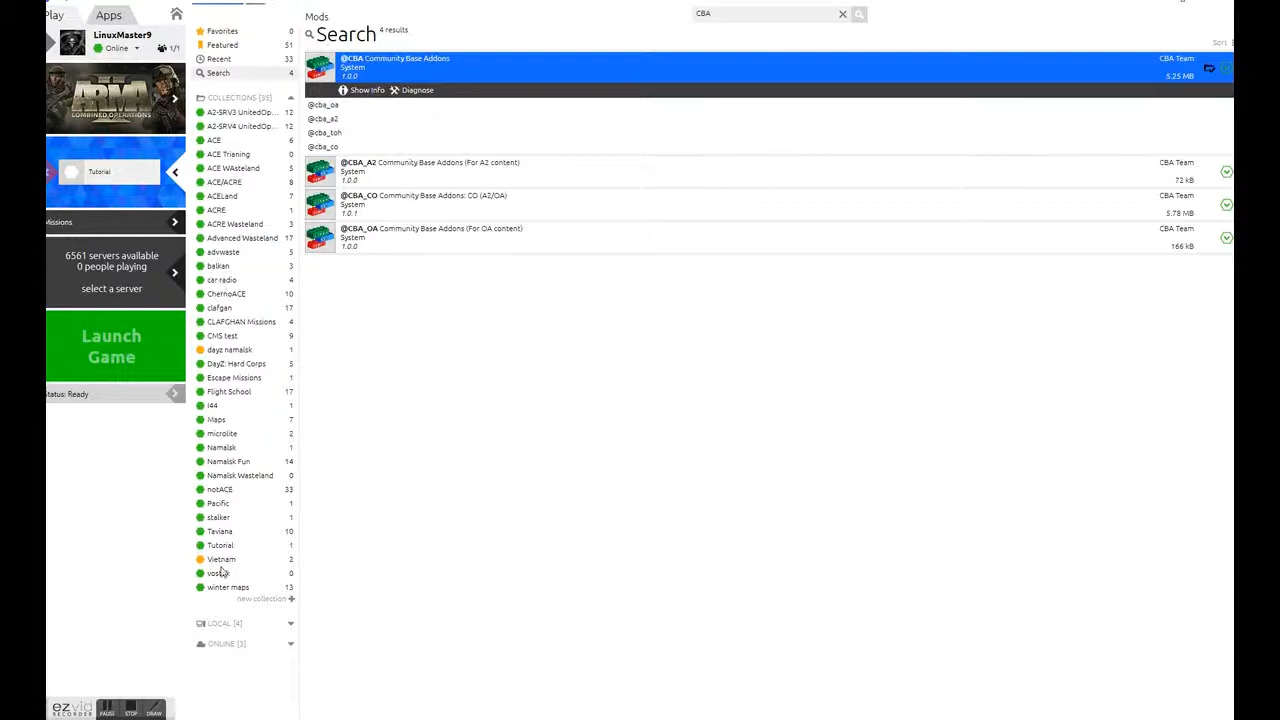 Play
Apps
LinuxMaster9
Online
1/1
ARMA
II
COMBINED OPERATIONS
Tutorial
Missions
6561 servers available
0 people playing
select a server
Launch
Game
Status: Ready
ezvid
RECORDER
PAUSE
STOP
DRAW
Favorites 0
Featured 51
Recent 33
Search 4
COLLECTIONS [35]
A2-SRV3 UnitedOp... 12
A2-SRV4 UnitedOp... 12
ACE 6
ACE Trianing 0
ACE WAsteland 5
ACE/ACRE 8
ACELand 7
ACRE 1
ACRE Wasteland 3
Advanced Wasteland 17
advwaste 5
balkan 3
car radio 4
ChernoACE 10
clafgan 17
CLAFGHAN Missions 4
CMS test 9
dayz namalsk 1
DayZ: Hard Corps 5
Escape Missions 1
Flight School 17
I44 1
Maps 7
microlite 2
Namalsk 1
Namalsk Fun 14
Namalsk Wasteland 0
notACE 33
Pacific 1
stalker 1
Taviana 10
Tutorial 1
Vietnam 2
0
winter maps 13
new collection
LOCAL [4]
ONLINE [3]
Mods
CBA
Search 4 results
Sort
@CBA Community Base Addons CBA Team
System
1.0.0 5.25 MB
Show Info Diagnose
@cba_oa
@cba_a2
@cba_toh
@cba_co
@CBA_A2 Community Base Addons (For A2 content) CBA Team
System
1.0.0 72 kB
@CBA_CO Community Base Addons: CO (A2/OA) CBA Team
System
1.0.1 5.78 MB
@CBA_OA Community Base Addons (For OA content) CBA Team
System
1.0.0 166 kB